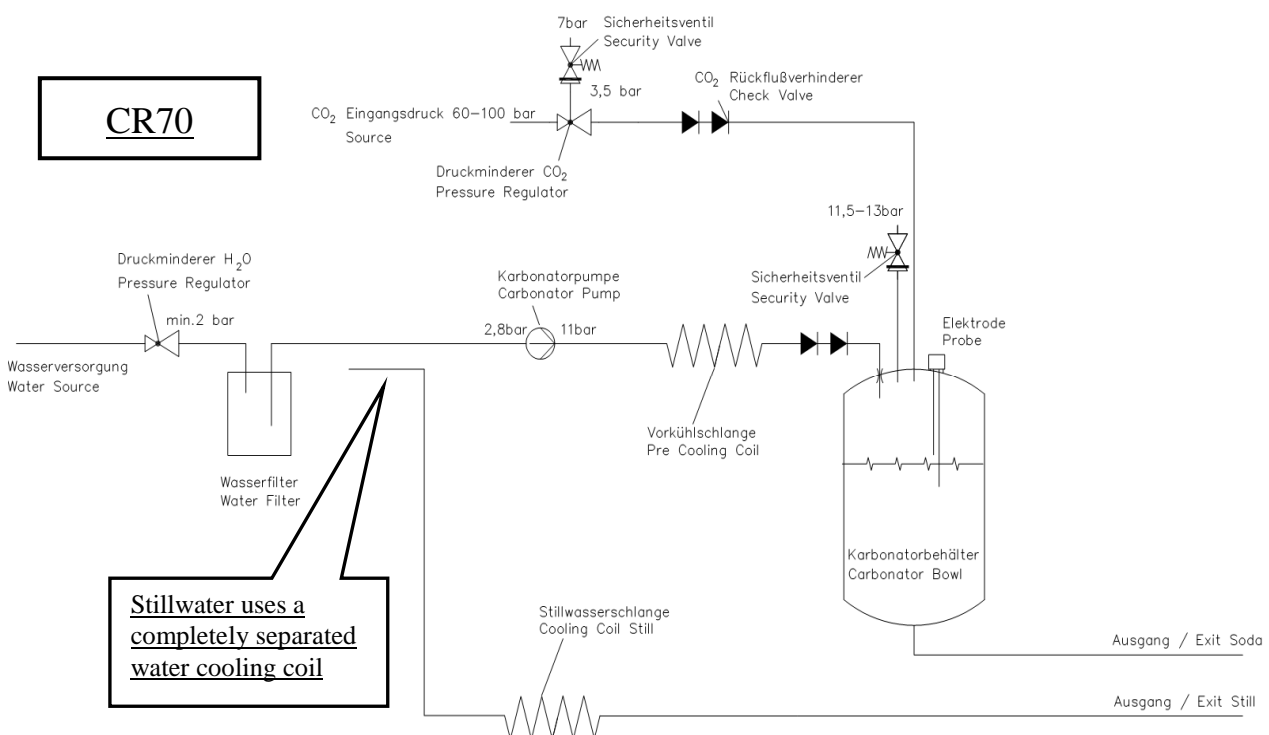 7bar
Sicherheitsventil
Security Valve
CR70
3,5 bar
CO2 Rückflußverhinderer
Check Valve
CO2 Eingangsdruck 60-100 bar
Source
Druckminderer CO2
Pressure Regulator
11,5-13bar
Druckminderer H2O
Pressure Regulator
Karbonatorpumpe
Carbonator Pump
Sicherheitsventil
Security Valve
min.2 bar
2,8bar
11bar
Elektrode
Probe
Wasserversorgung
Water Source
Vorkühlschlange
Pre Cooling Coil
Wasserfilter
Water Filter
Karbonatorbehälter
Carbonator Bowl
Stillwater uses a
completely separated
water cooling coil
Stillwasserschlange
Cooling Coil Still
Ausgang / Exit Soda
Ausgang / Exit Still